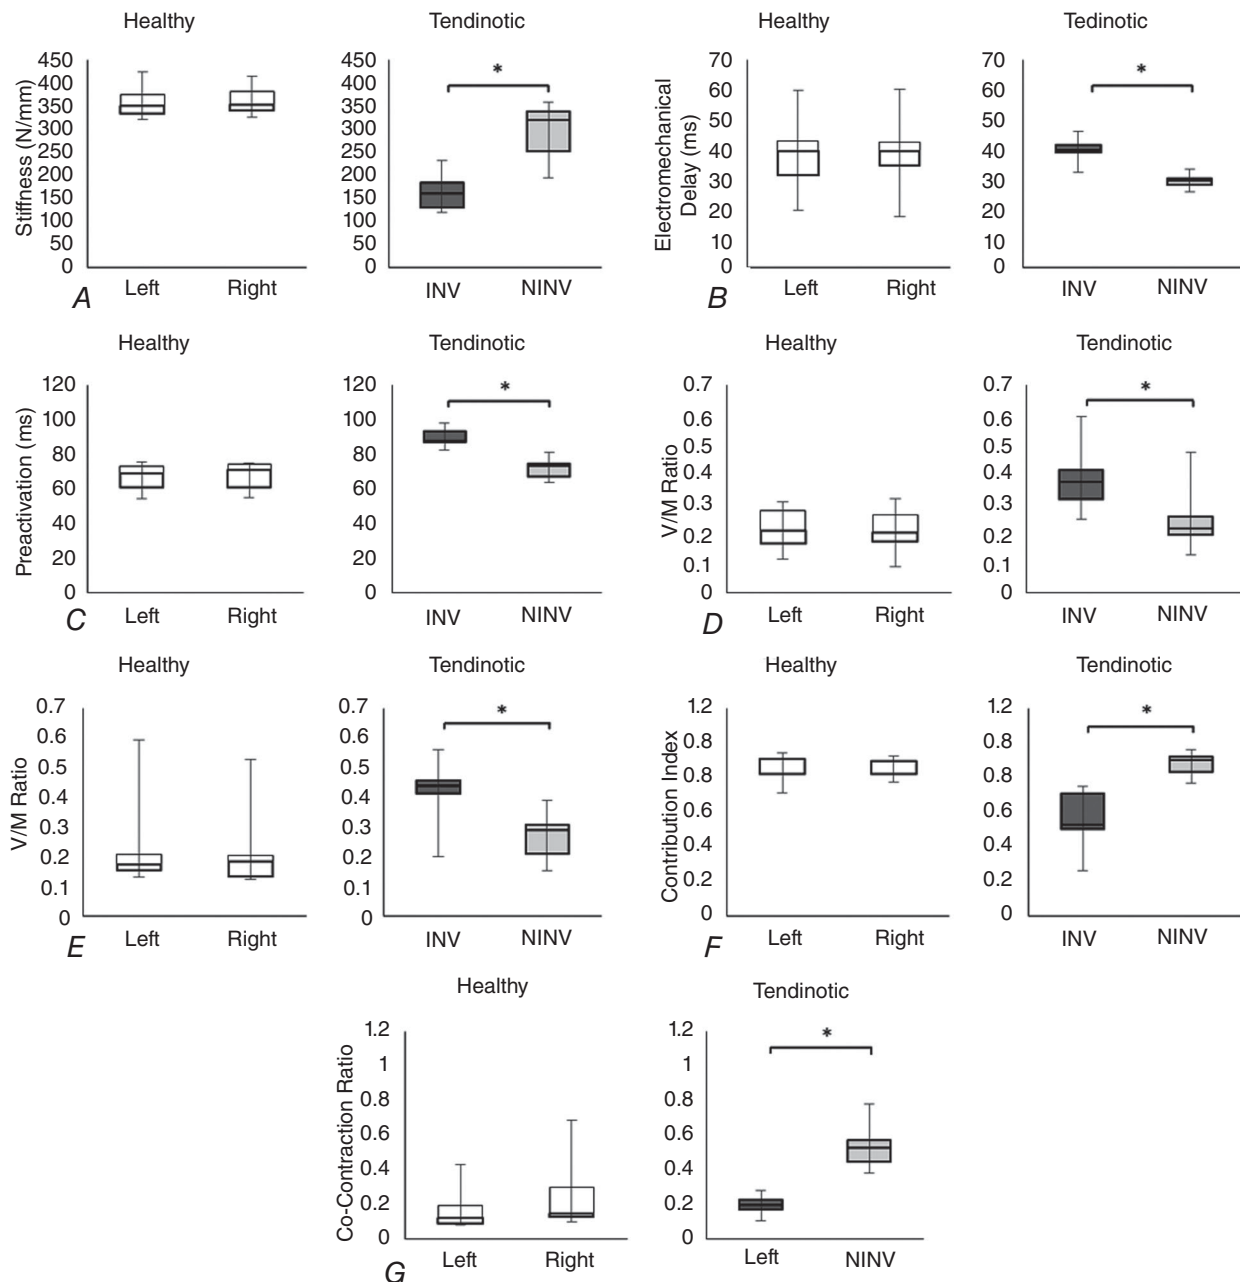 Healthy
Tendinotic
Healthy
Tedinotic
Stiffness (N/mm)
450
400
350
300
250
200
150
100
50
0
Left Right
A
450
400
350
300
250
200
150
100
50
0
*
INV NINV
Electromechanical
Delay (ms)
70
60
50
40
30
20
10
0
Left Right
B
70
60
50
40
30
20
10
0
*
INV NINV
Healthy
Tendinotic
Healthy
Tendinotic
Preactivation (ms)
120
100
80
60
40
20
0
Left Right
C
120
100
80
60
40
20
0
*
INV NINV
V/M Ratio
0.7
0.6
0.5
0.4
0.3
0.2
0.1
0
Left Right
D
0.7
0.6
0.5
0.4
0.3
0.2
0.1
0
*
INV NINV
Healthy
Tendinotic
Healthy
Tendinotic
V/M Ratio
0.7
0.6
0.5
0.4
0.3
0.2
0.1
0
Left Right
E
0.7
0.6
0.5
0.4
0.3
0.2
0.1
0
*
INV NINV
Contribution Index
1.2
0.8
0.8
0.6
0.4
0.2
0
Left Right
F
1.2
0.8
0.8
0.6
0.4
0.2
0
*
INV NINV
Healthy
Tendinotic
Co-Contraction Ratio
1.2
1
0.8
0.6
0.4
0.2
0
Left Right
G
1.2
1
0.8
0.6
0.4
0.2
0
*
Left NINV